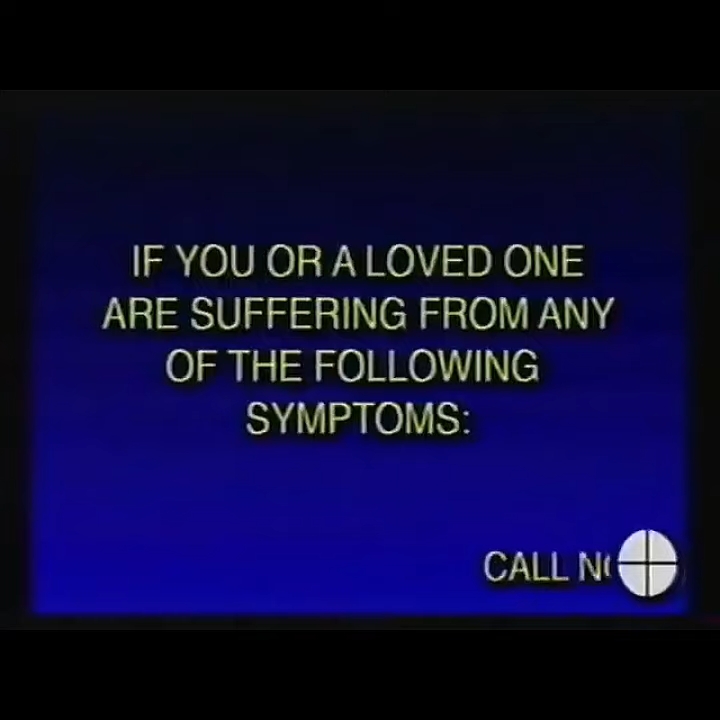 IF YOU OR A LOVED ONE
ARE SUFFERING FROM ANY
OF THE FOLLOWING
SYMPTOMS:
CALL